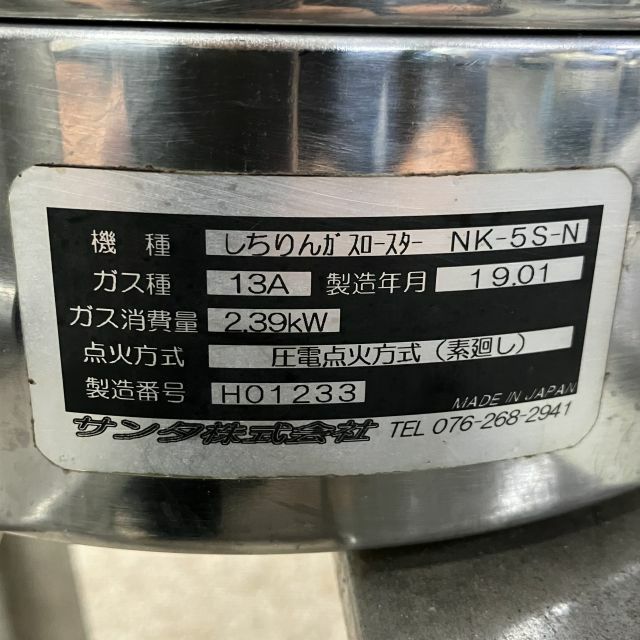 機種 しちりんガスロースター NK-5S-N
ガス種 13A 製造年月 19.01
ガス消費量 2.39kW
点火方式 圧電点火方式(素廻し)
製造番号 H01233 MADE IN JAPAN
サンタ株式会社 TEL 076-268-2941